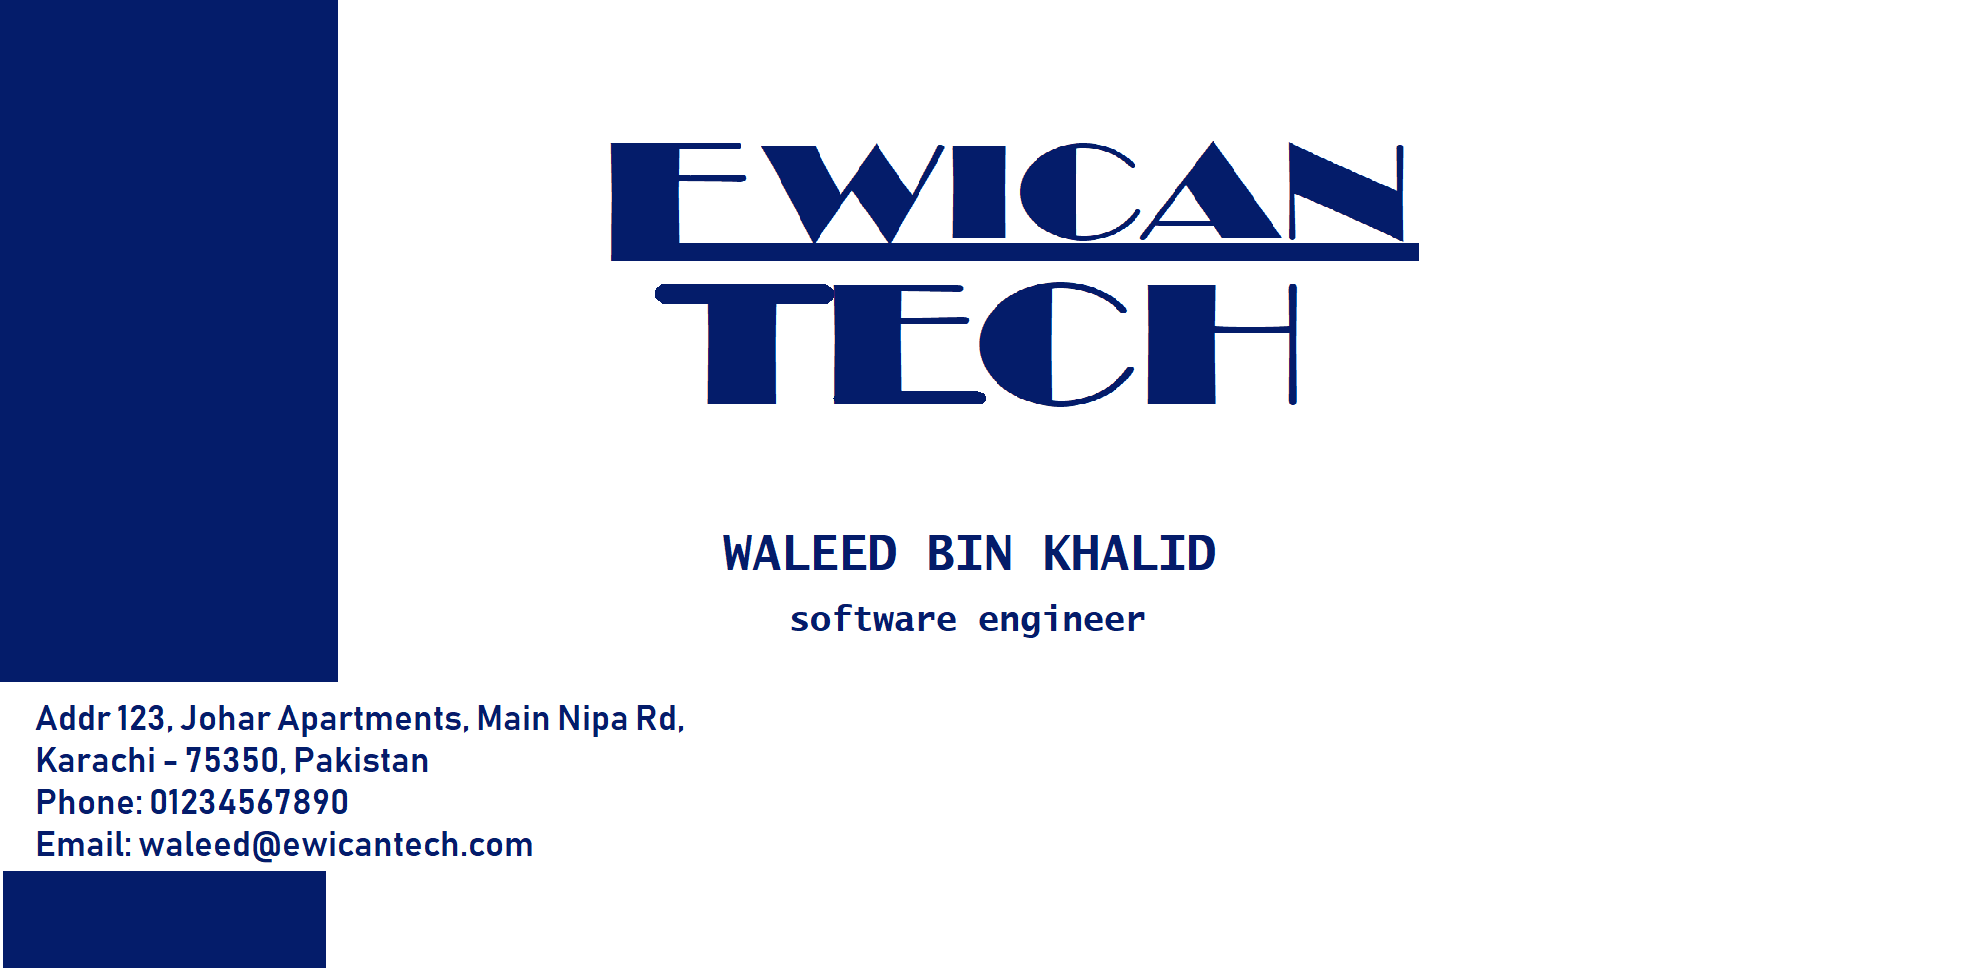 EWICAN
TECH
WALEED BIN KHALID
software engineer
Addr 123, Johar Apartments, Main Nipa Rd,
Karachi - 75350, Pakistan
Phone: 01234567890
Email: waleed@ewicantech.com